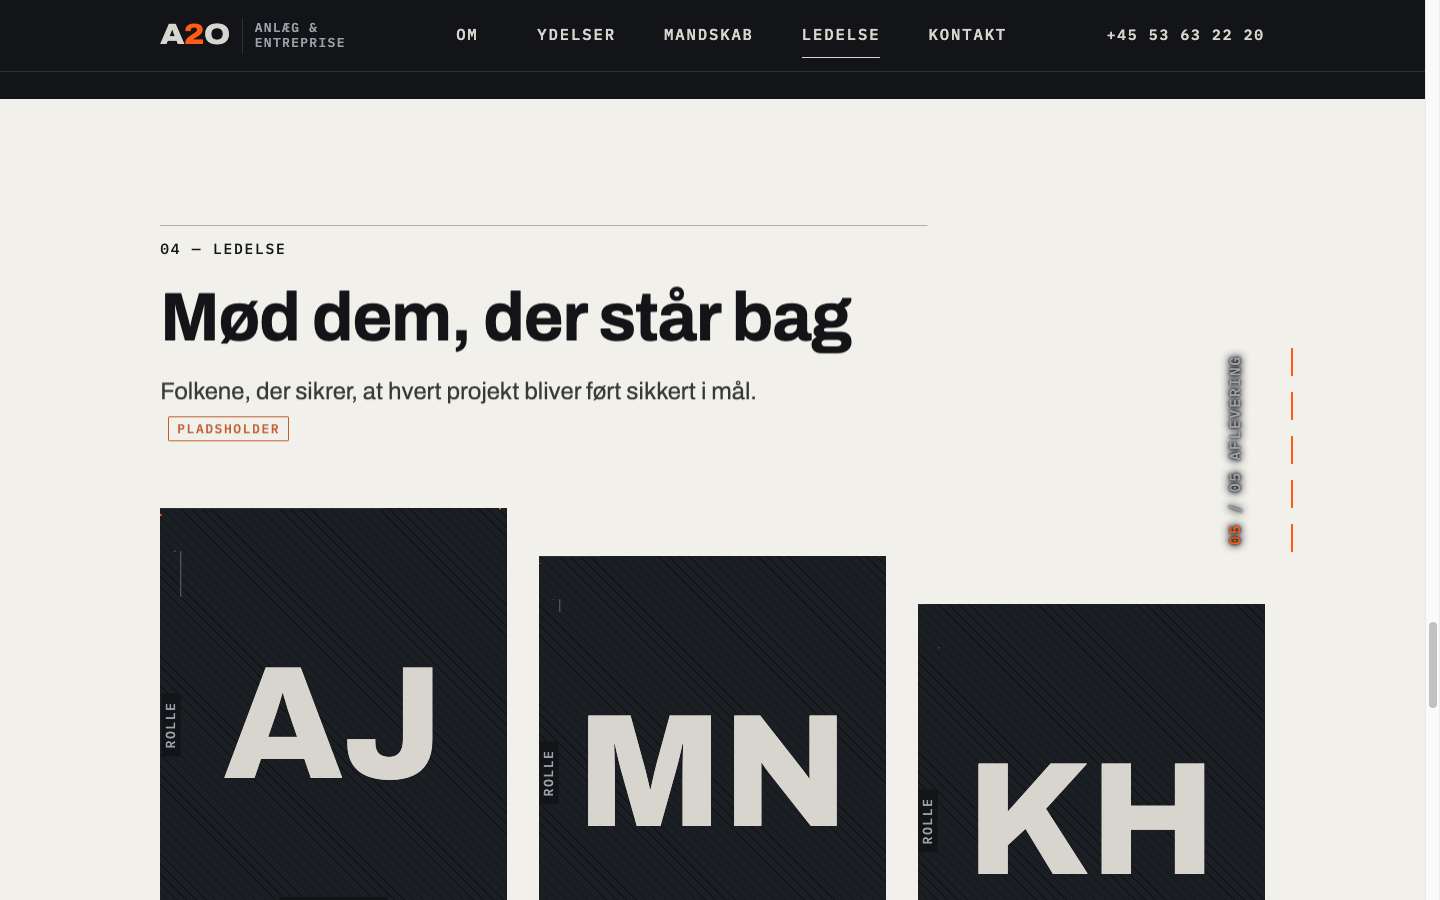 A2O
ANLÆG &
ENTREPRISE
OM
YDELSER
MANDSKAB
LEDELSE
KONTAKT
+45 53 63 22 20
04 — LEDELSE
Mød dem, der står bag
Folkene, der sikrer, at hvert projekt bliver ført sikkert i mål.
PLADSHOLDER
05 / 05 AFLEVERING
ROLLE
AJ
ROLLE
MN
ROLLE
KH